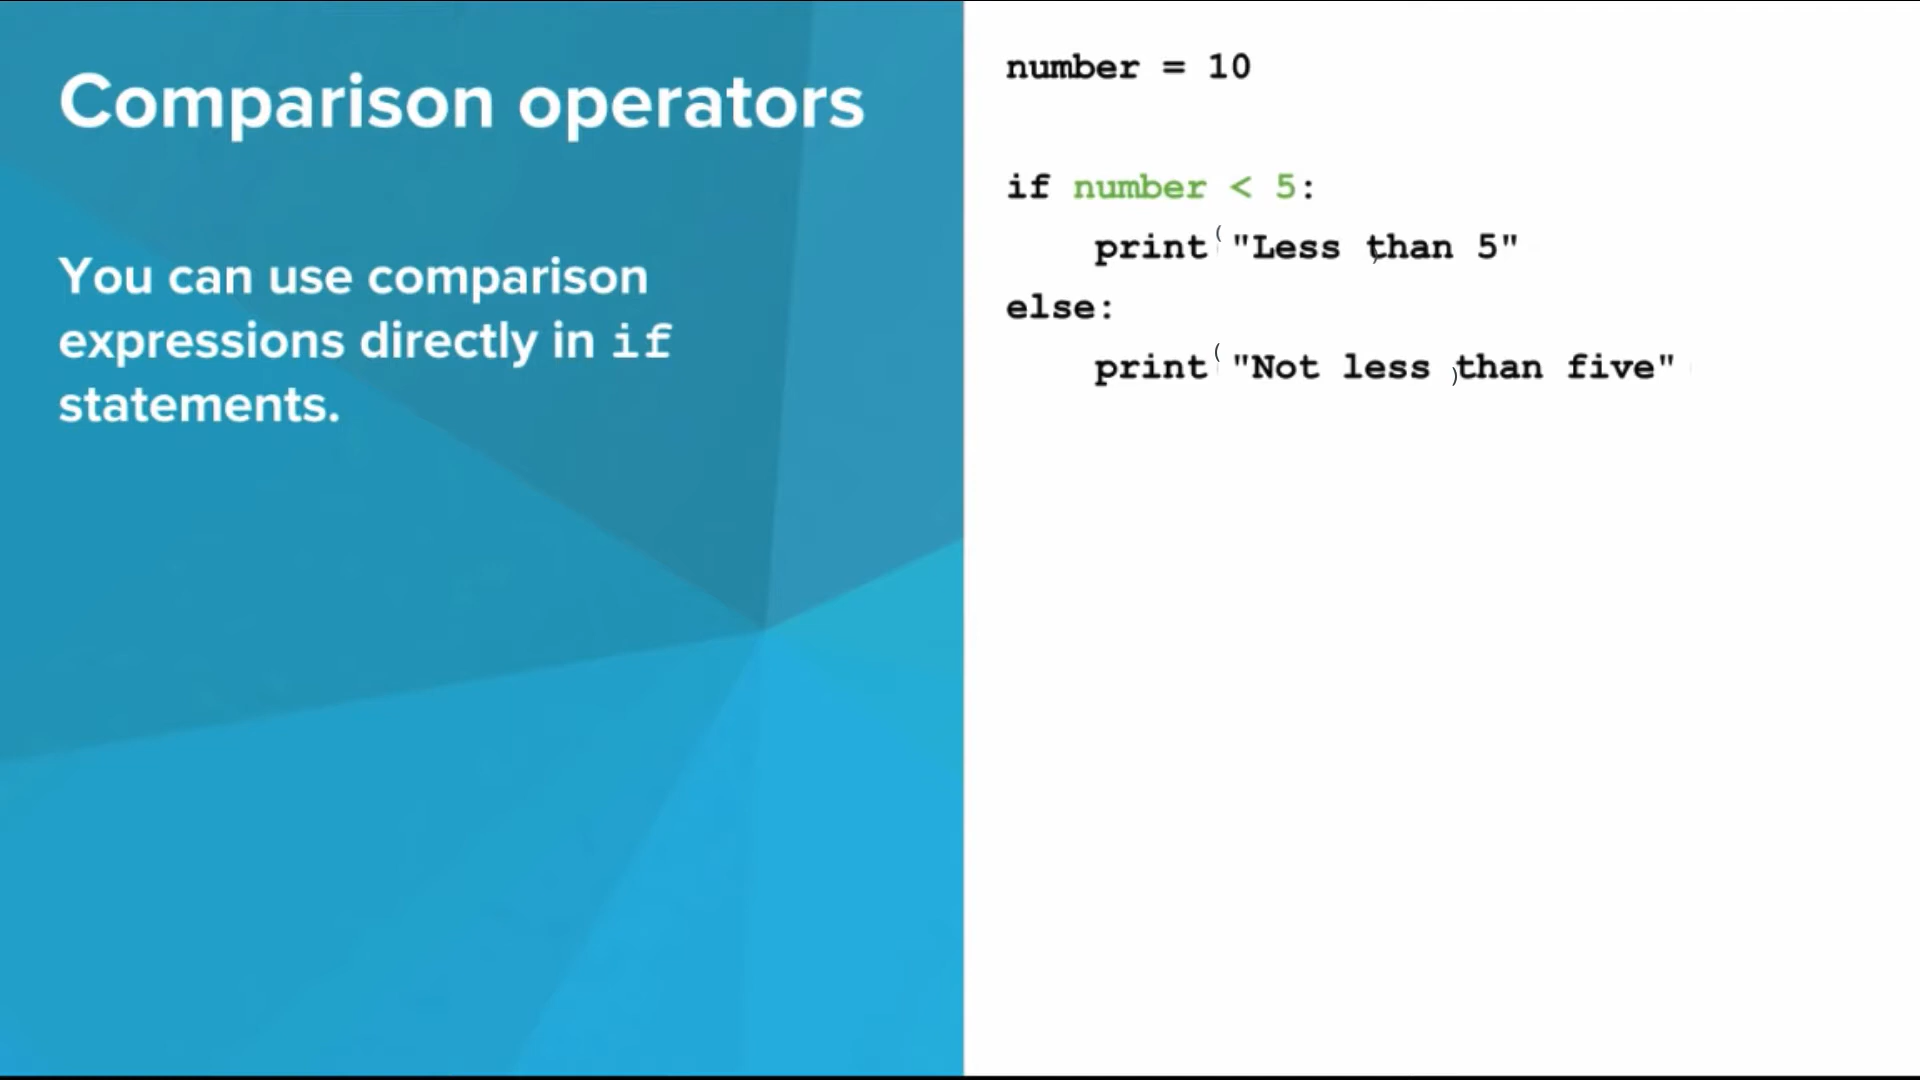 Comparison operators
You can use comparison
expressions directly in if
statements.
number = 10
if number < 5:
    print ( "Less than 5" )
else:
    print ( "Not less than five" )